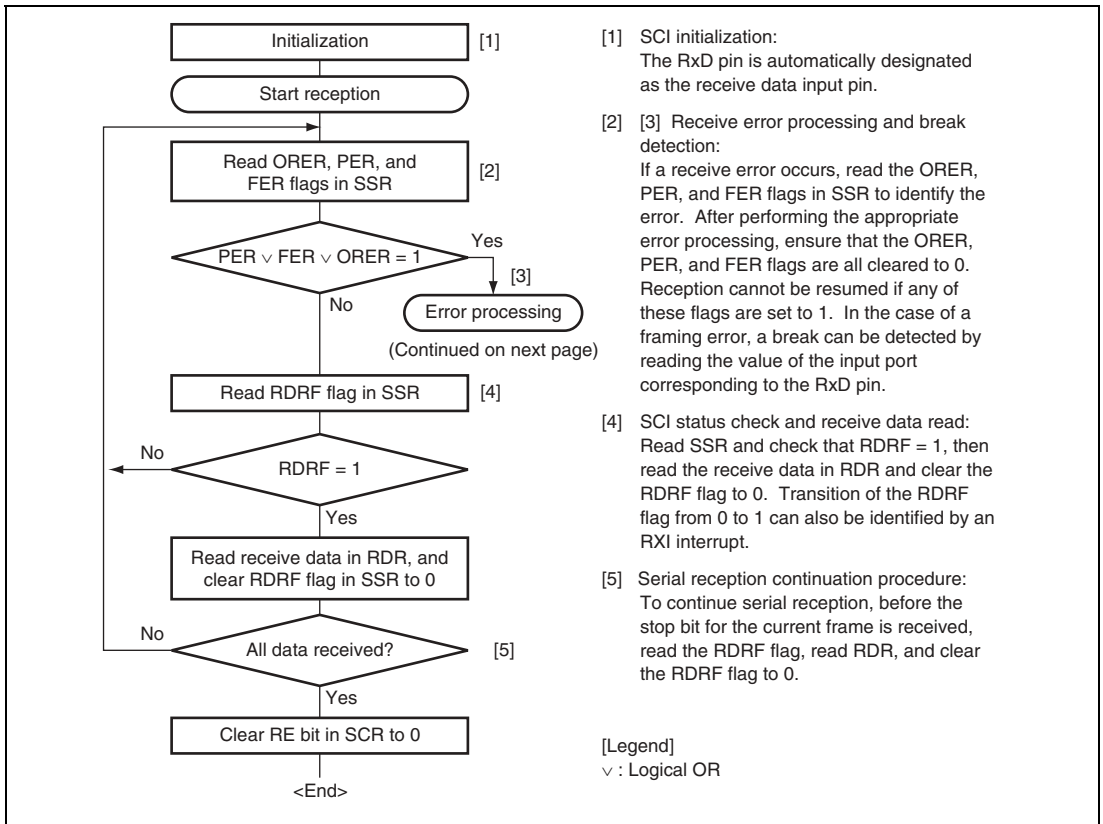 Initialization [1]
Start reception
Read ORER, PER, and
FER flags in SSR
[2]
PER ∨ FER ∨ ORER = 1
Yes
[3]
No
Error processing
(Continued on next page)
Read RDRF flag in SSR [4]
No
RDRF = 1
Yes
Read receive data in RDR, and
clear RDRF flag in SSR to 0
No
All data received? [5]
Yes
Clear RE bit in SCR to 0
<End>
[1] SCI initialization:
The RxD pin is automatically designated
as the receive data input pin.
[2] [3] Receive error processing and break
detection:
If a receive error occurs, read the ORER,
PER, and FER flags in SSR to identify the
error. After performing the appropriate
error processing, ensure that the ORER,
PER, and FER flags are all cleared to 0.
Reception cannot be resumed if any of
these flags are set to 1. In the case of a
framing error, a break can be detected by
reading the value of the input port
corresponding to the RxD pin.
[4] SCI status check and receive data read:
Read SSR and check that RDRF = 1, then
read the receive data in RDR and clear the
RDRF flag to 0. Transition of the RDRF
flag from 0 to 1 can also be identified by an
RXI interrupt.
[5] Serial reception continuation procedure:
To continue serial reception, before the
stop bit for the current frame is received,
read the RDRF flag, read RDR, and clear
the RDRF flag to 0.
[Legend]
∨ : Logical OR